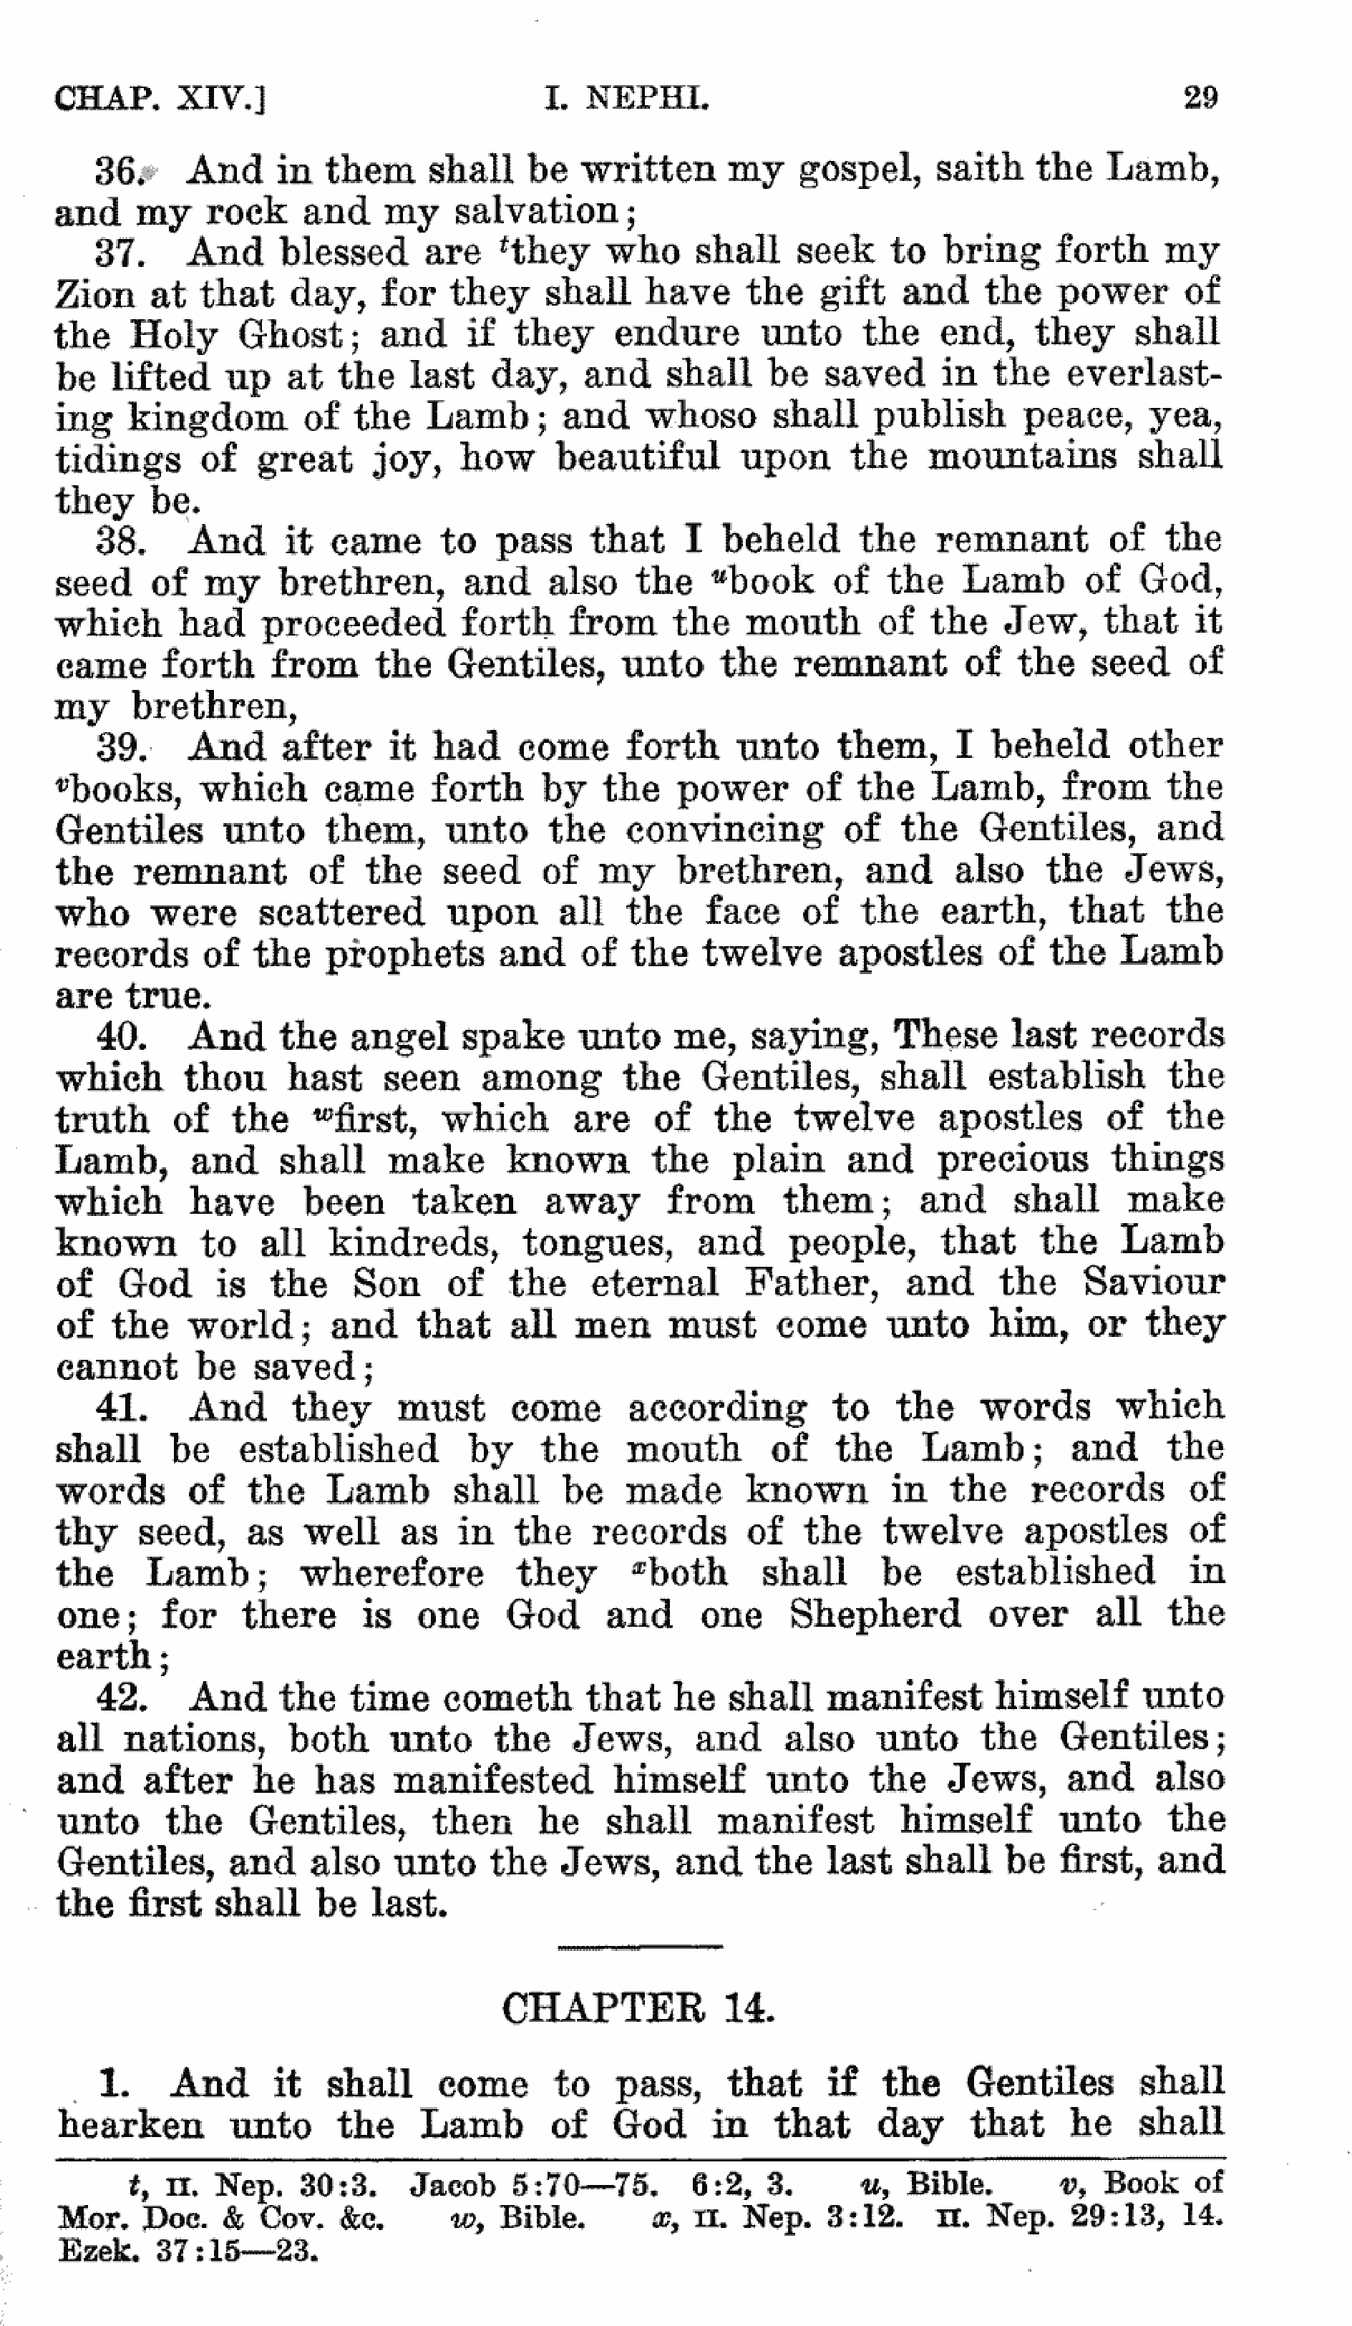 CHAP. XIV.] I. NEPHI. 29
36. And in them shall be written my gospel, saith the Lamb,
and my rock and my salvation;
37. And blessed are ᵗthey who shall seek to bring forth my
Zion at that day, for they shall have the gift and the power of
the Holy Ghost; and if they endure unto the end, they shall
be lifted up at the last day, and shall be saved in the everlast-
ing kingdom of the Lamb; and whoso shall publish peace, yea,
tidings of great joy, how beautiful upon the mountains shall
they be.
38. And it came to pass that I beheld the remnant of the
seed of my brethren, and also the ᵘbook of the Lamb of God,
which had proceeded forth from the mouth of the Jew, that it
came forth from the Gentiles, unto the remnant of the seed of
my brethren,
39. And after it had come forth unto them, I beheld other
ᵛbooks, which came forth by the power of the Lamb, from the
Gentiles unto them, unto the convincing of the Gentiles, and
the remnant of the seed of my brethren, and also the Jews,
who were scattered upon all the face of the earth, that the
records of the prophets and of the twelve apostles of the Lamb
are true.
40. And the angel spake unto me, saying, These last records
which thou hast seen among the Gentiles, shall establish the
truth of the ʷfirst, which are of the twelve apostles of the
Lamb, and shall make known the plain and precious things
which have been taken away from them; and shall make
known to all kindreds, tongues, and people, that the Lamb
of God is the Son of the eternal Father, and the Saviour
of the world; and that all men must come unto him, or they
cannot be saved;
41. And they must come according to the words which
shall be established by the mouth of the Lamb; and the
words of the Lamb shall be made known in the records of
thy seed, as well as in the records of the twelve apostles of
the Lamb; wherefore they ˣboth shall be established in
one; for there is one God and one Shepherd over all the
earth;
42. And the time cometh that he shall manifest himself unto
all nations, both unto the Jews, and also unto the Gentiles;
and after he has manifested himself unto the Jews, and also
unto the Gentiles, then he shall manifest himself unto the
Gentiles, and also unto the Jews, and the last shall be first, and
the first shall be last.
CHAPTER 14.
1. And it shall come to pass, that if the Gentiles shall
hearken unto the Lamb of God in that day that he shall
t, II. Nep. 30:3. Jacob 5:70—75. 6:2, 3. u, Bible. v, Book of
Mor. Doc. & Cov. &c. w, Bible. x, II. Nep. 3:12. II. Nep. 29:13, 14.
Ezek. 37:15—23.